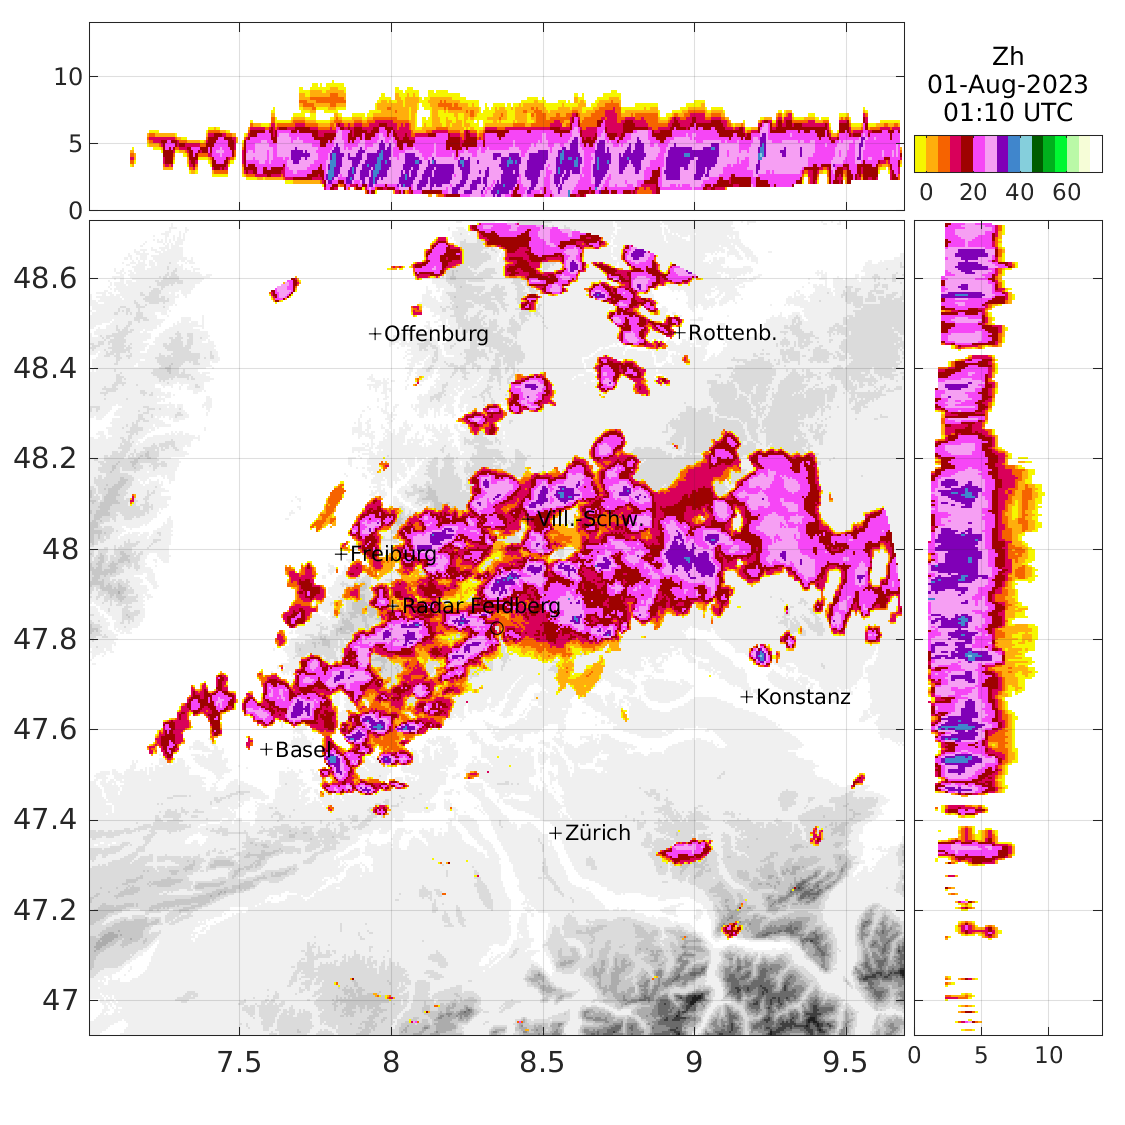 10
5
0
Zh
01-Aug-2023
01:10 UTC
0 20 40 60
48.6
48.4
48.2
48
47.8
47.6
47.4
47.2
47
+Offenburg
+Rottenb.
+Vill.-Schw.
+Freiburg
+Radar Feldberg
+Konstanz
+Basel
+Zürich
7.5 8 8.5 9 9.5
0 5 10